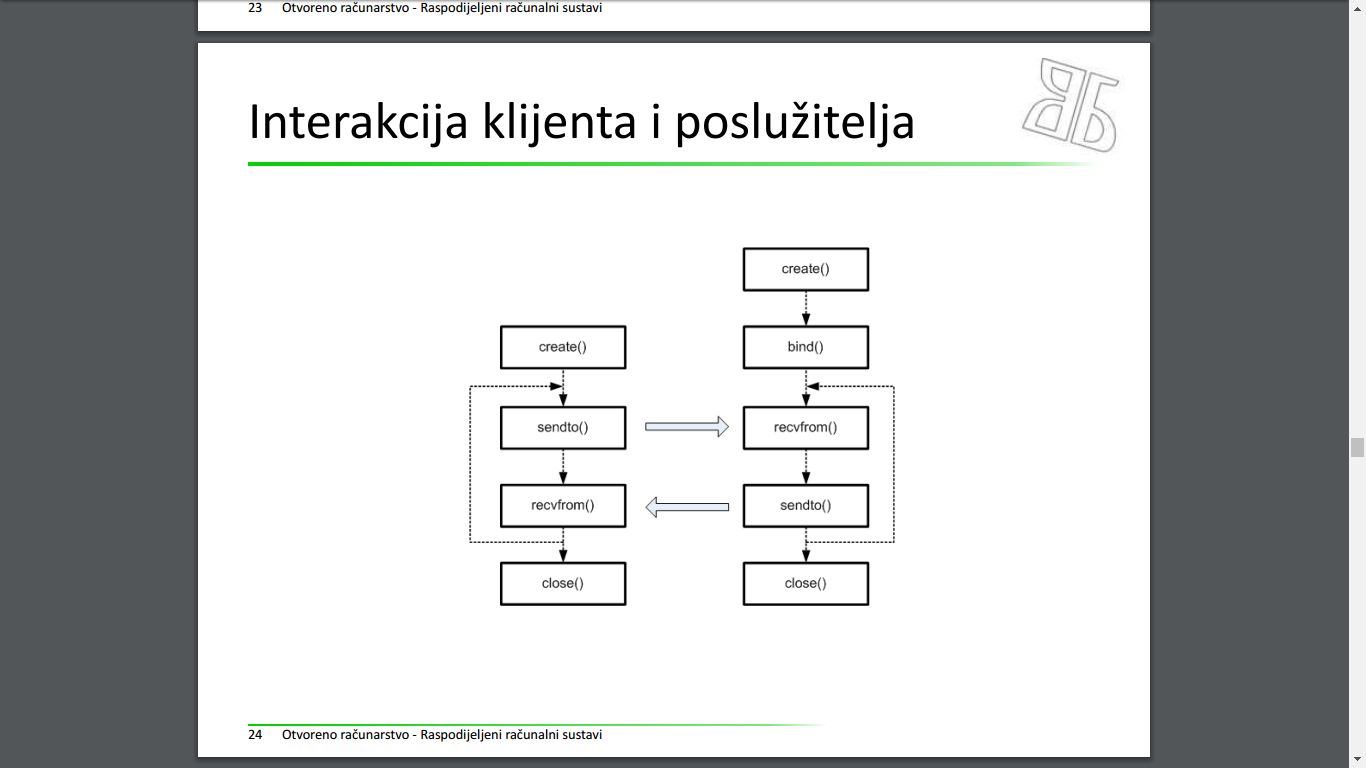 23 Otvoreno računarstvo - Raspodijeljeni računalni sustavi
Interakcija klijenta i poslužitelja
create()
create()
bind()
sendto()
recvfrom()
recvfrom()
sendto()
close()
close()
24 Otvoreno računarstvo - Raspodijeljeni računalni sustavi